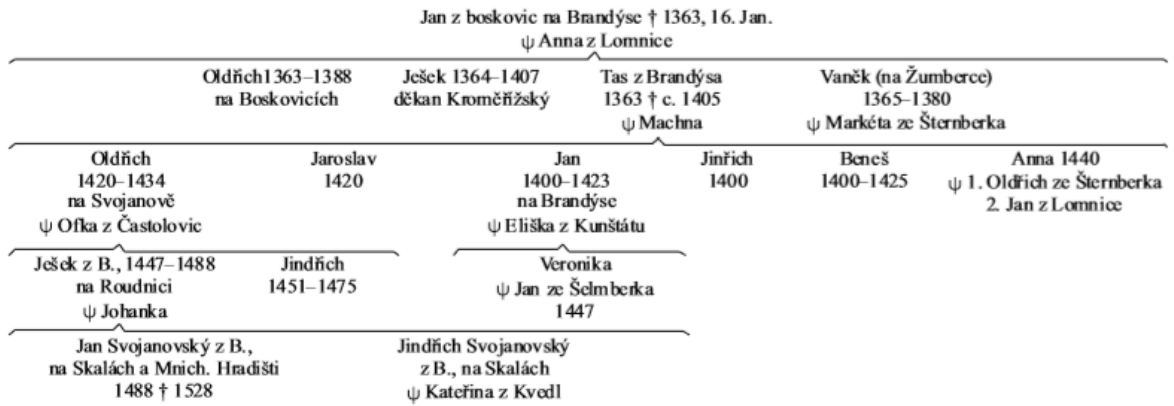 Jan z boskovic na Brandýse † 1363, 16. Jan.
ψ Anna z Lomnice
Oldřich1363–1388
na Boskovicích
Ješek 1364–1407
děkan Kroměřížský
Tas z Brandýsa
1363 † c. 1405
ψ Machna
Vaněk (na Žumberce)
1365–1380
ψ Markéta ze Šternberka
Oldřich
1420–1434
na Svojanově
ψ Ofka z Častolovic
Jaroslav
1420
Jan
1400–1423
na Brandýse
ψ Eliška z Kunštátu
Jinřich
1400
Beneš
1400–1425
Anna 1440
ψ 1. Oldřich ze Šternberka
2. Jan z Lomnice
Ješek z B., 1447–1488
na Roudnici
ψ Johanka
Jindřich
1451–1475
Veronika
ψ Jan ze Šelmberka
1447
Jan Svojanovský z B.,
na Skalách a Mnich. Hradišti
1488 † 1528
Jindřich Svojanovský
z B., na Skalách
ψ Kateřina z Kvedl